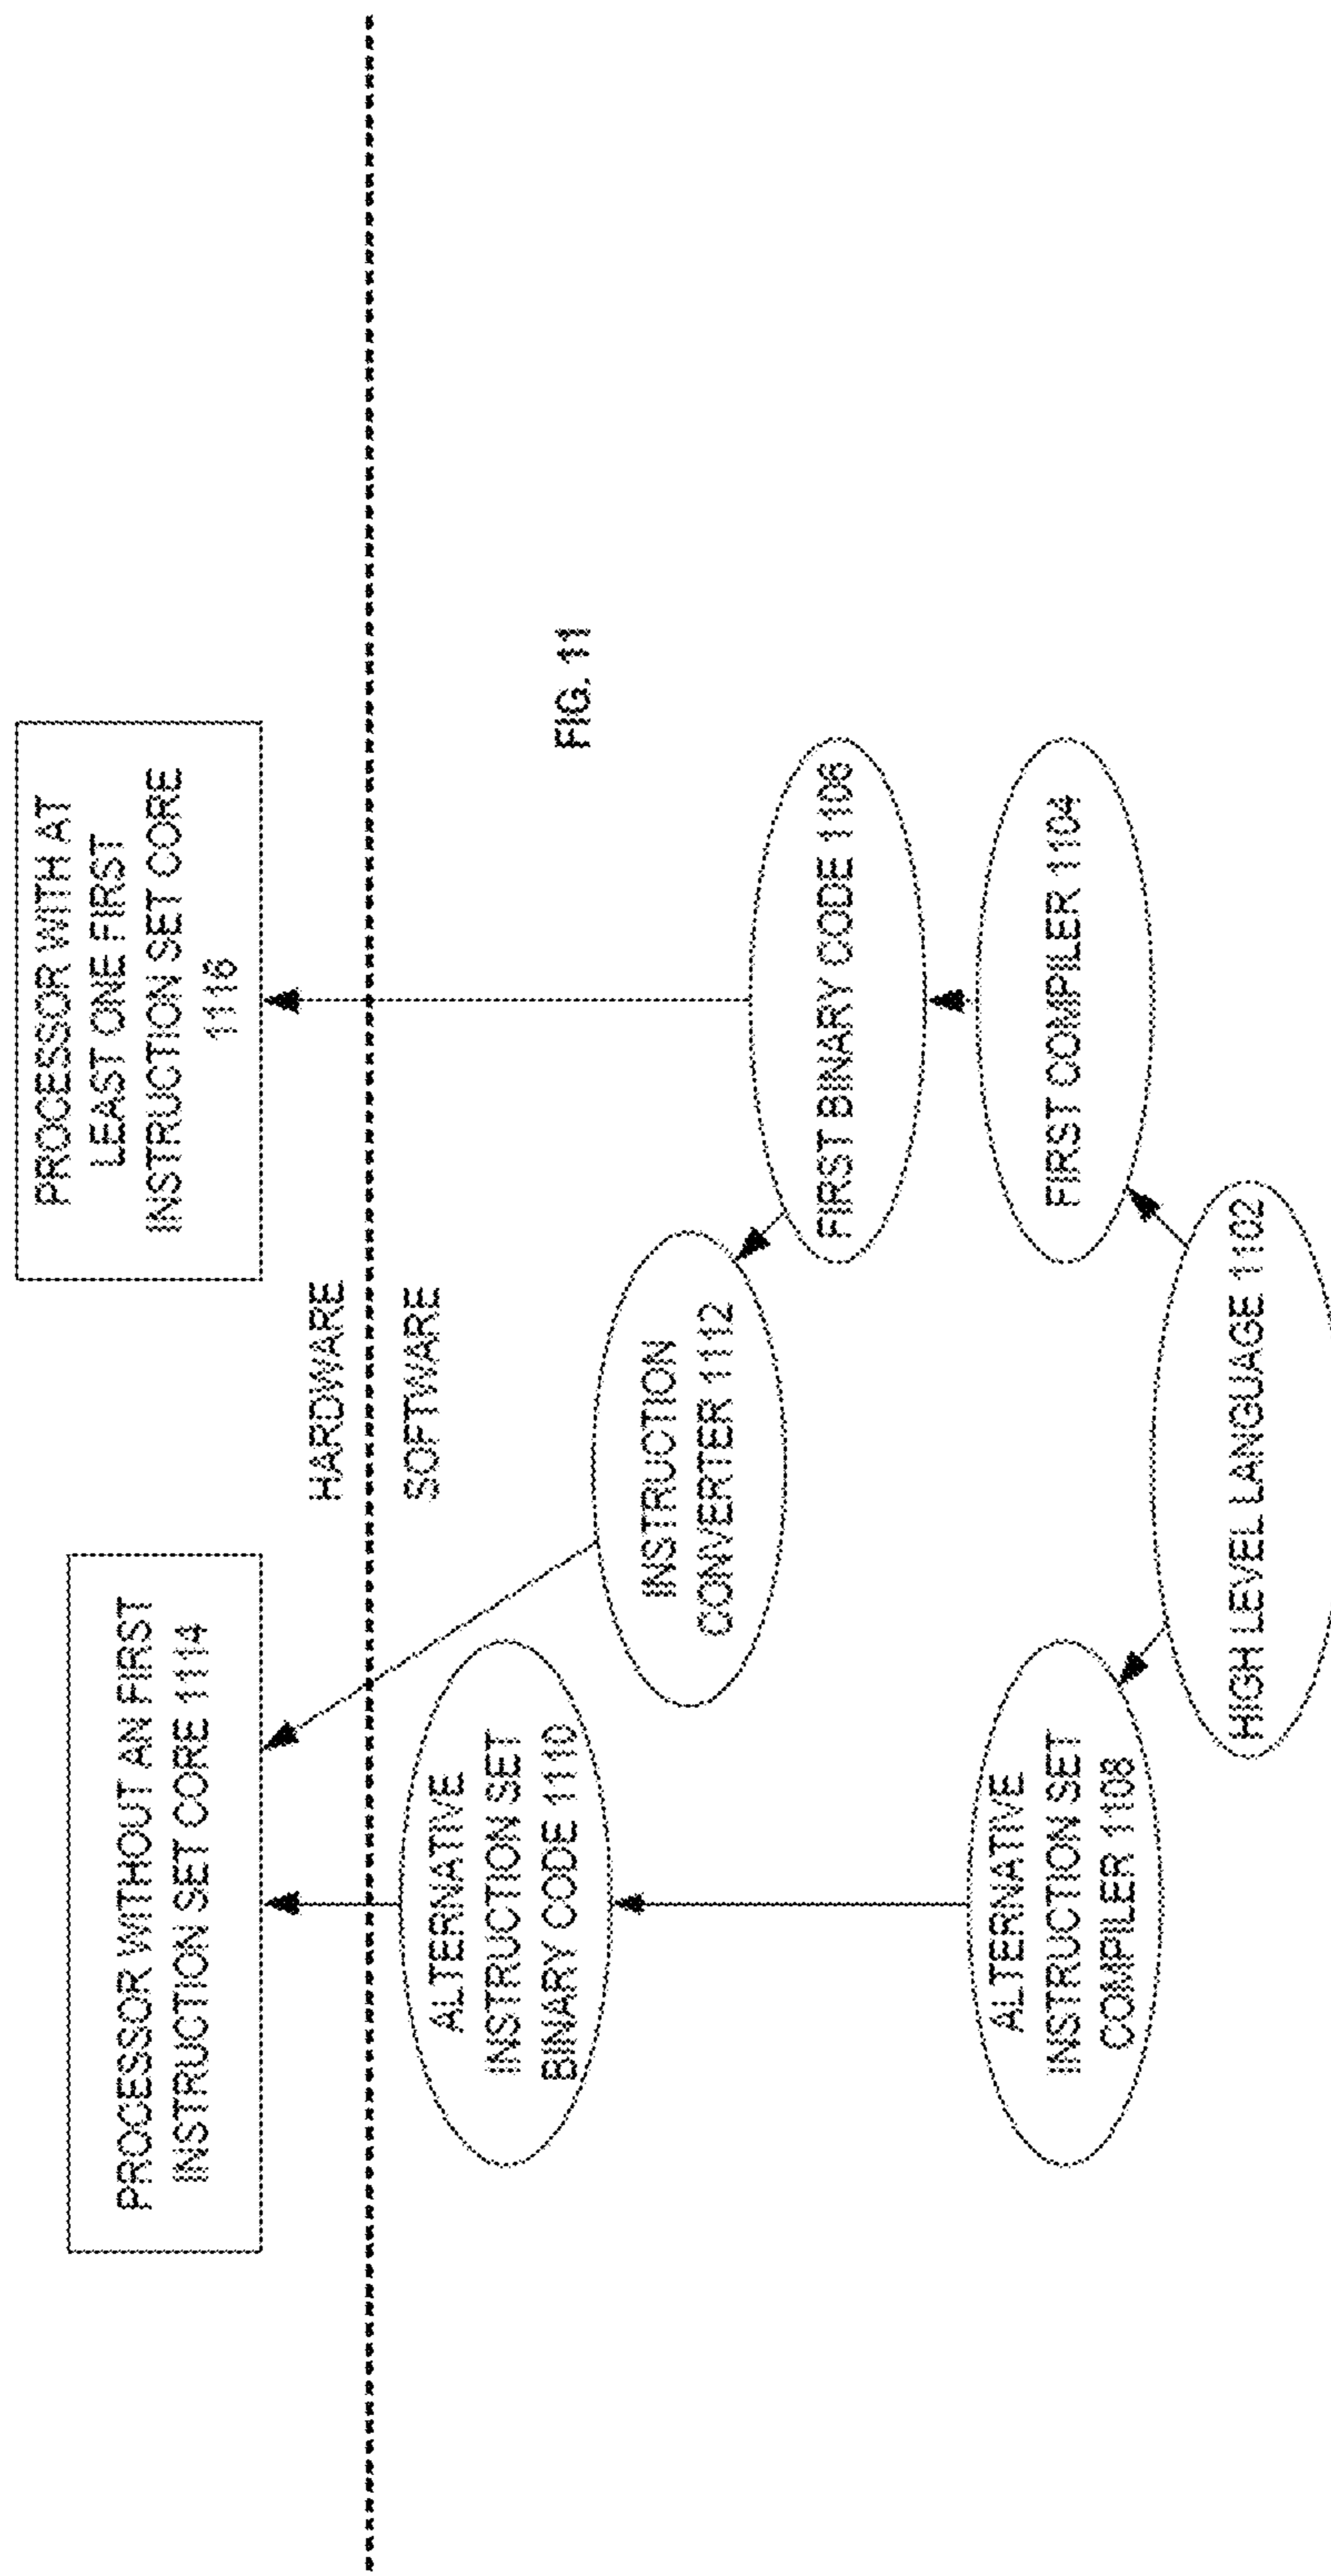 PROCESSOR WITHOUT AN FIRST
INSTRUCTION SET CORE 1114
PROCESSOR WITH AT
LEAST ONE FIRST
INSTRUCTION SET CORE
1116
HARDWARE
SOFTWARE
ALTERNATIVE
INSTRUCTION SET
BINARY CODE 1110
INSTRUCTION
CONVERTER 1112
FIG. 11
FIRST BINARY CODE 1106
ALTERNATIVE
INSTRUCTION SET
COMPILER 1108
FIRST COMPILER 1104
HIGH LEVEL LANGUAGE 1102